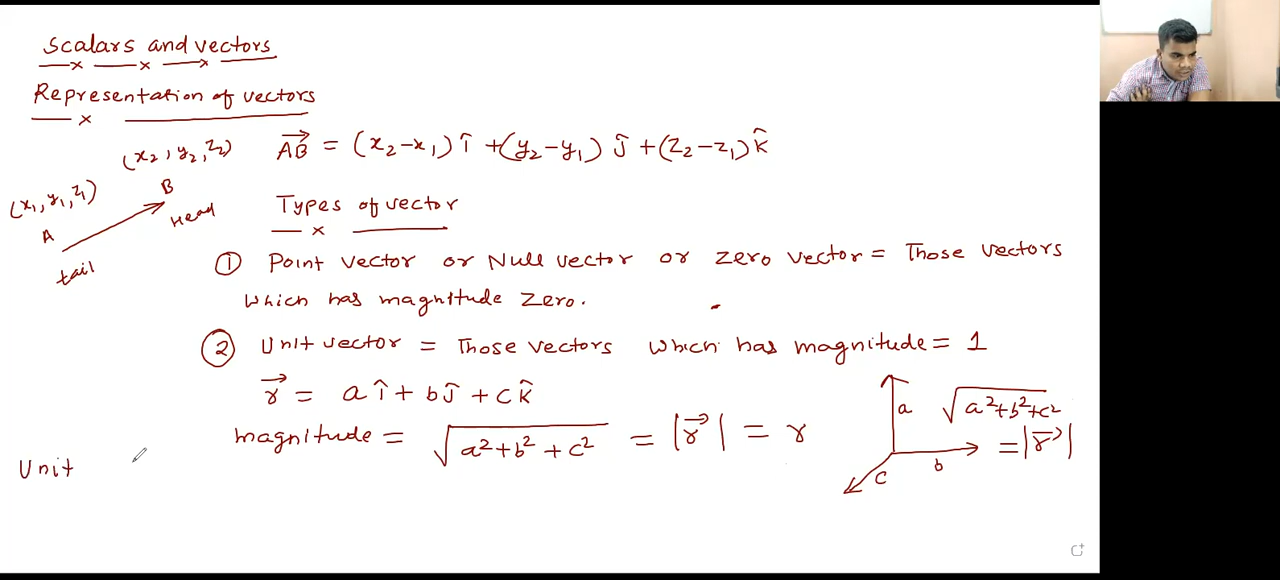 Scalars and vectors
Representation of vectors
(x₂, y₂, z₂)
AB⃗ = (x₂-x₁) î + (y₂-y₁) ĵ + (z₂-z₁) k̂
(x₁, y₁, z₁)
B
A
Head
tail
Types of vector
① Point vector or Null vector or zero vector = Those vectors
which has magnitude zero.
② Unit vector = Those vectors which has magnitude = 1
r⃗ = a î + b ĵ + c k̂
magnitude = √(a² + b² + c²) = |r⃗| = r
a
√(a²+b²+c²)
= |r⃗|
b
c
Unit